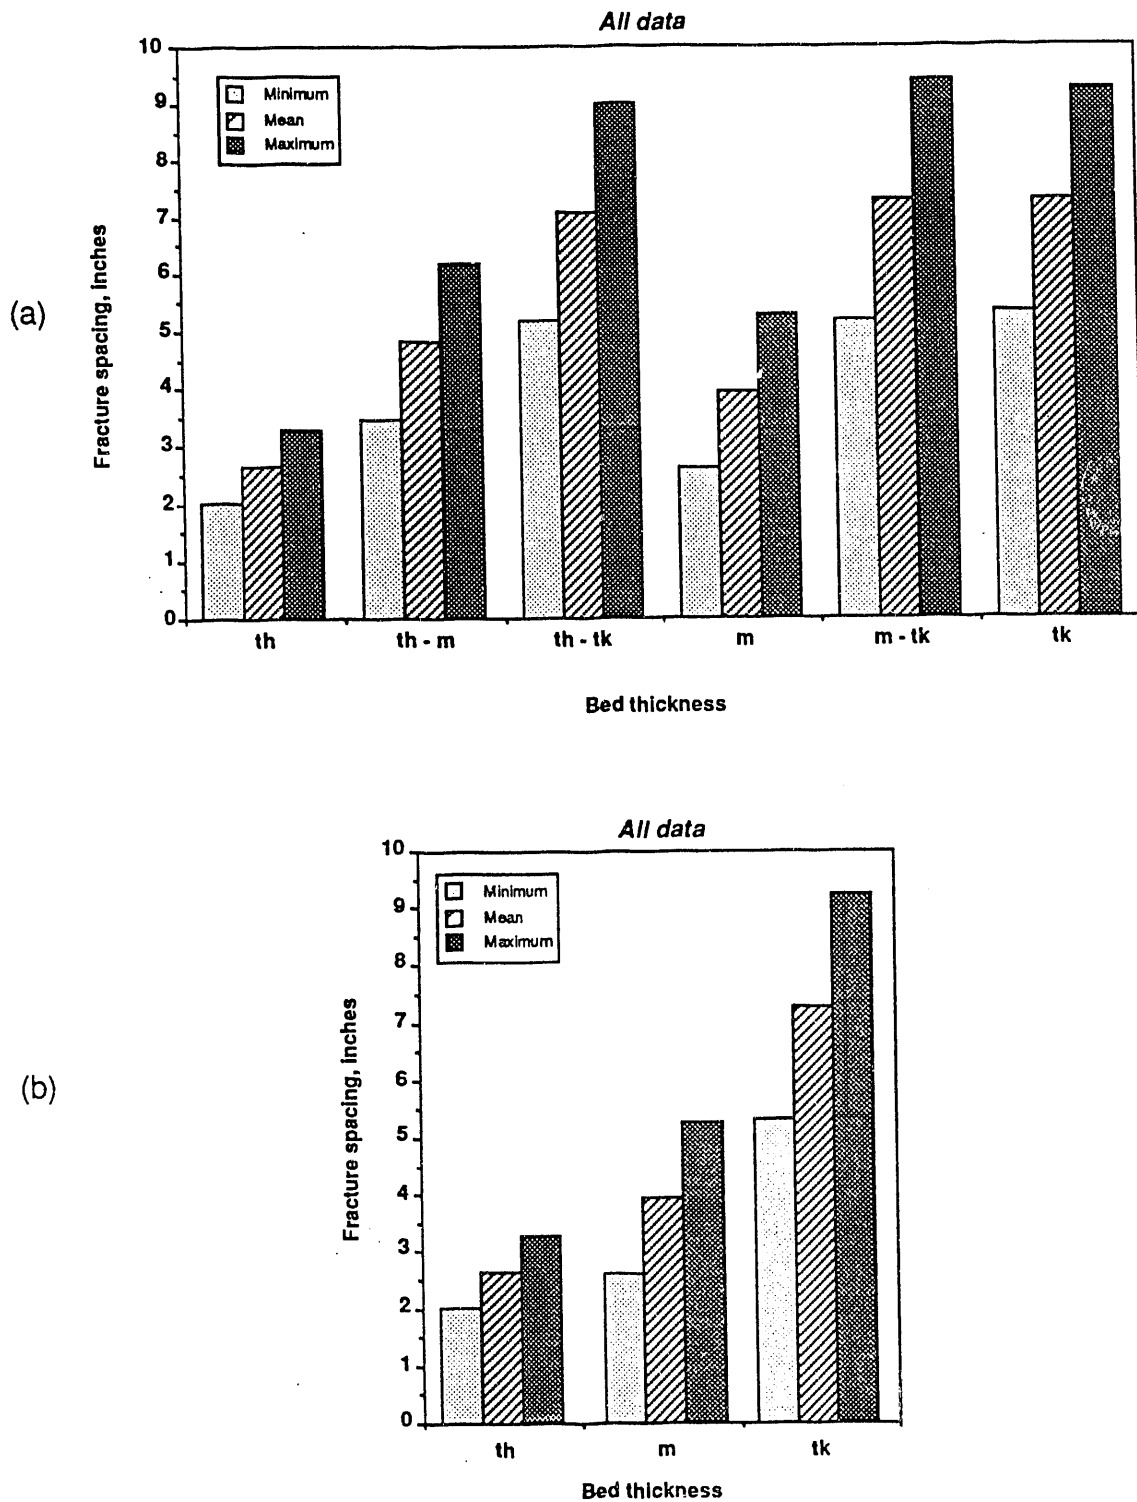 All data
10
9
8
7
6
5
4
3
2
1
0
Minimum
Mean
Maximum
Fracture spacing, inches
(a)
th
th - m
th - tk
m
m - tk
tk
Bed thickness
All data
10
9
8
7
6
5
4
3
2
1
0
Minimum
Mean
Maximum
Fracture spacing, inches
(b)
th
m
tk
Bed thickness